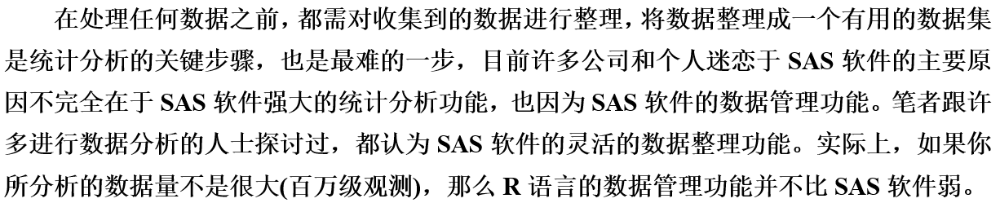 在处理任何数据之前，都需对收集到的数据进行整理，将数据整理成一个有用的数据集
是统计分析的关键步骤，也是最难的一步，目前许多公司和个人迷恋于 SAS 软件的主要原
因不完全在于 SAS 软件强大的统计分析功能，也因为 SAS 软件的数据管理功能。笔者跟许
多进行数据分析的人士探讨过，都认为 SAS 软件的灵活的数据整理功能。实际上，如果你
所分析的数据量不是很大(百万级观测)，那么 R 语言的数据管理功能并不比 SAS 软件弱。